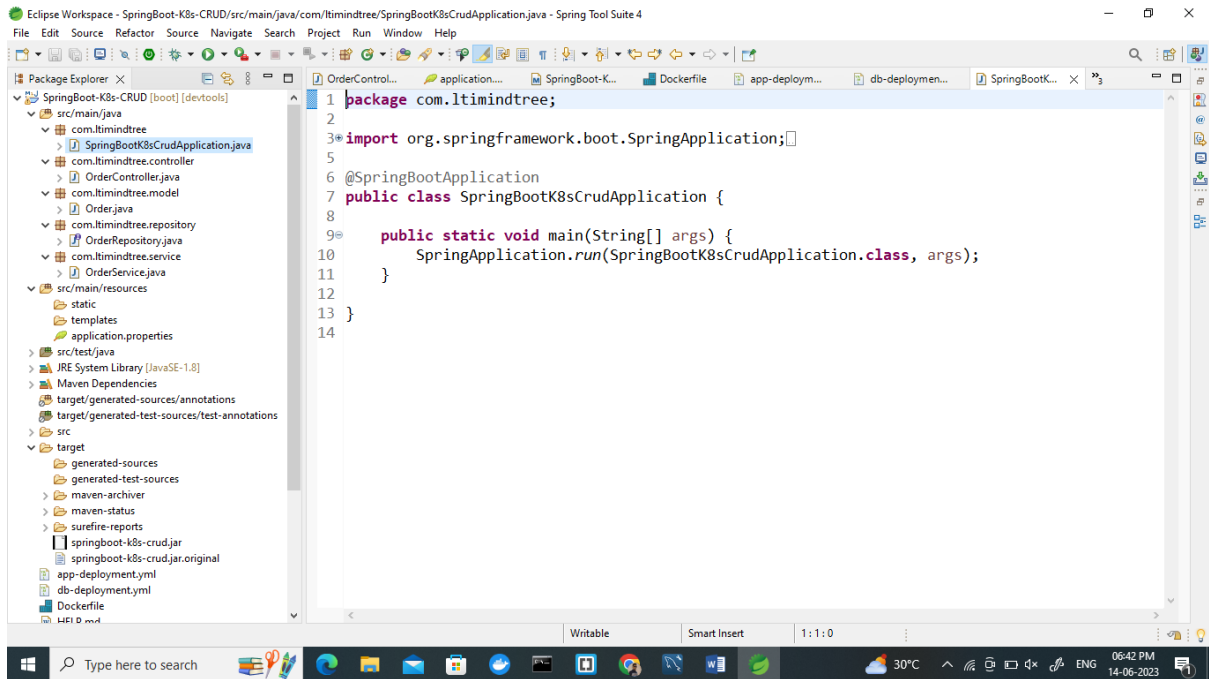 Eclipse Workspace - SpringBoot-K8s-CRUD/src/main/java/com/ltimindtree/SpringBootK8sCrudApplication.java - Spring Tool Suite 4
File Edit Source Refactor Source Navigate Search Project Run Window Help
Package Explorer
OrderControl... application.... SpringBoot-K... Dockerfile app-deploym... db-deploymen... SpringBootK... »3
SpringBoot-K8s-CRUD [boot] [devtools]
src/main/java
com.ltimindtree
SpringBootK8sCrudApplication.java
com.ltimindtree.controller
OrderController.java
com.ltimindtree.model
Order.java
com.ltimindtree.repository
OrderRepository.java
com.ltimindtree.service
OrderService.java
src/main/resources
static
templates
application.properties
src/test/java
JRE System Library [JavaSE-1.8]
Maven Dependencies
target/generated-sources/annotations
target/generated-test-sources/test-annotations
src
target
generated-sources
generated-test-sources
maven-archiver
maven-status
surefire-reports
springboot-k8s-crud.jar
springboot-k8s-crud.jar.original
app-deployment.yml
db-deployment.yml
Dockerfile
HELP.md
1 package com.ltimindtree;
2
3 import org.springframework.boot.SpringApplication;
5
6 @SpringBootApplication
7 public class SpringBootK8sCrudApplication {
8
9 public static void main(String[] args) {
10 SpringApplication.run(SpringBootK8sCrudApplication.class, args);
11 }
12
13 }
14
Writable Smart Insert 1:1:0
Type here to search
30°C ENG 06:42 PM
14-06-2023
1